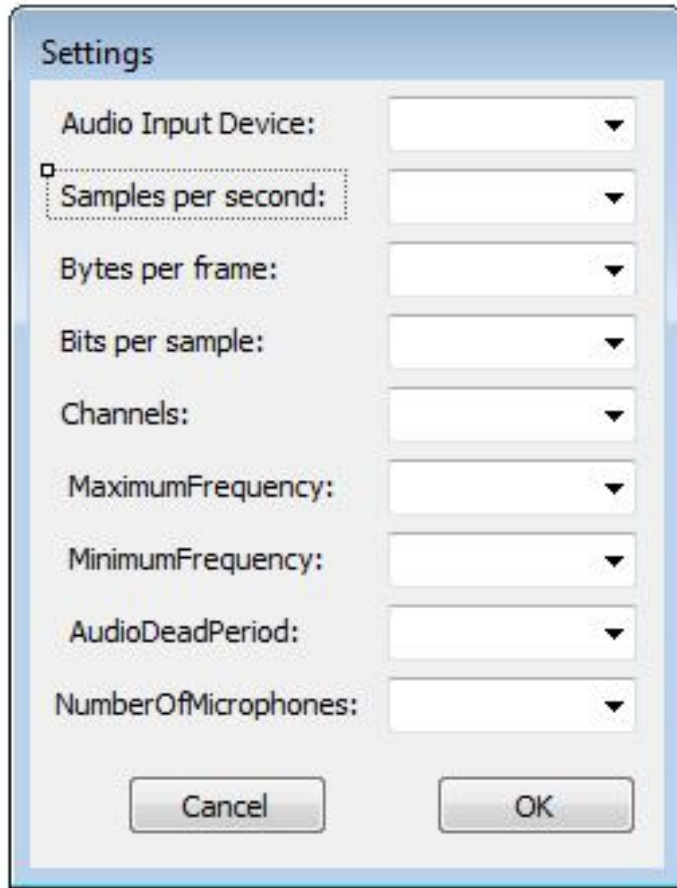 Settings
Audio Input Device:
Samples per second:
Bytes per frame:
Bits per sample:
Channels:
MaximumFrequency:
MinimumFrequency:
AudioDeadPeriod:
NumberOfMicrophones:
Cancel OK